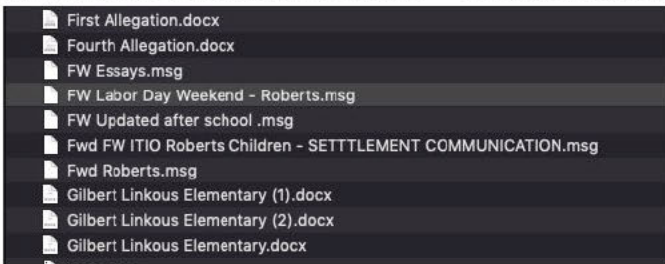 First Allegation.docx
Fourth Allegation.docx
FW Essays.msg
FW Labor Day Weekend - Roberts.msg
FW Updated after school .msg
Fwd FW ITIO Roberts Children - SETTTLEMENT COMMUNICATION.msg
Fwd Roberts.msg
Gilbert Linkous Elementary (1).docx
Gilbert Linkous Elementary (2).docx
Gilbert Linkous Elementary.docx